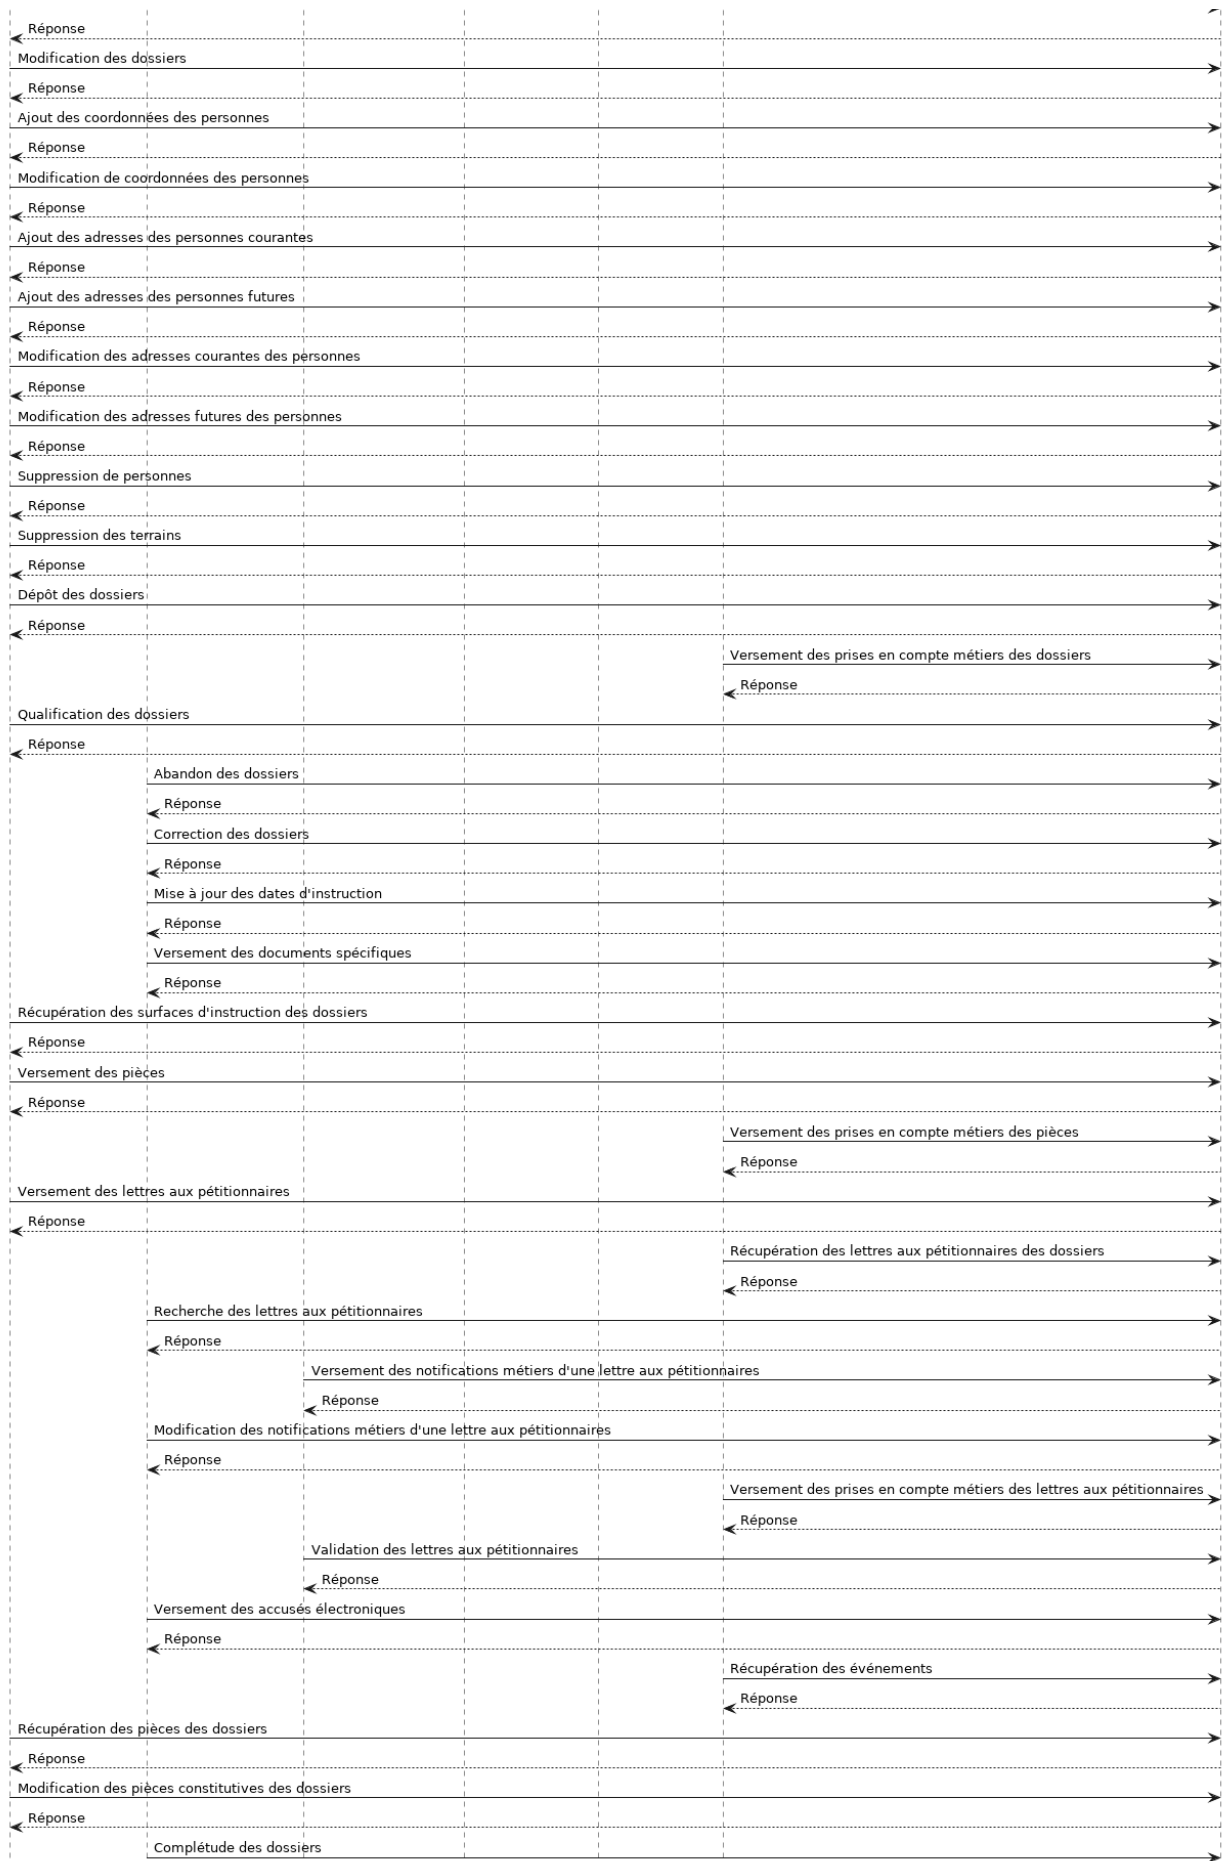 Réponse
Modification des dossiers
Réponse
Ajout des coordonnées des personnes
Réponse
Modification de coordonnées des personnes
Réponse
Ajout des adresses des personnes courantes
Réponse
Ajout des adresses des personnes futures
Réponse
Modification des adresses courantes des personnes
Réponse
Modification des adresses futures des personnes
Réponse
Suppression de personnes
Réponse
Suppression des terrains
Réponse
Dépôt des dossiers
Réponse
Versement des prises en compte métiers des dossiers
Réponse
Qualification des dossiers
Réponse
Abandon des dossiers
Réponse
Correction des dossiers
Réponse
Mise à jour des dates d'instruction
Réponse
Versement des documents spécifiques
Réponse
Récupération des surfaces d'instruction des dossiers
Réponse
Versement des pièces
Réponse
Versement des prises en compte métiers des pièces
Réponse
Versement des lettres aux pétitionnaires
Réponse
Récupération des lettres aux pétitionnaires des dossiers
Réponse
Recherche des lettres aux pétitionnaires
Réponse
Versement des notifications métiers d'une lettre aux pétitionnaires
Réponse
Modification des notifications métiers d'une lettre aux pétitionnaires
Réponse
Versement des prises en compte métiers des lettres aux pétitionnaires
Réponse
Validation des lettres aux pétitionnaires
Réponse
Versement des accusés électroniques
Réponse
Récupération des événements
Réponse
Récupération des pièces des dossiers
Réponse
Modification des pièces constitutives des dossiers
Réponse
Complétude des dossiers